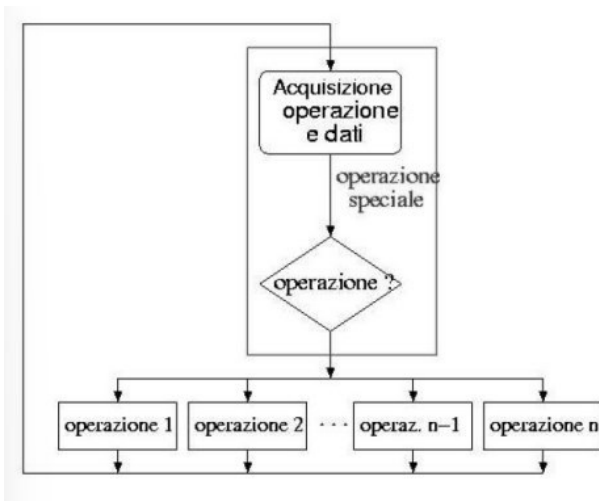 Acquisizione
operazione
e dati
operazione
speciale
operazione ?
operazione 1
operazione 2
· · ·
operaz. n−1
operazione n